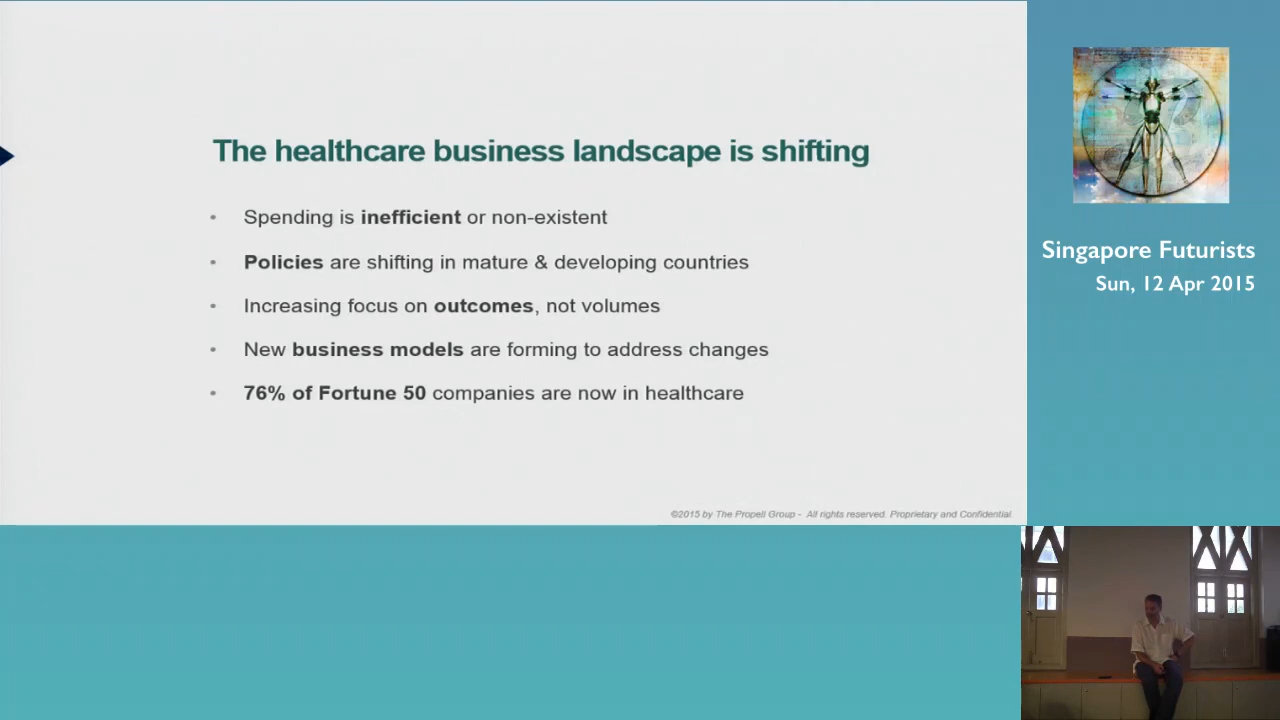 The healthcare business landscape is shifting
• Spending is inefficient or non-existent
• Policies are shifting in mature & developing countries
• Increasing focus on outcomes, not volumes
• New business models are forming to address changes
• 76% of Fortune 50 companies are now in healthcare
©2015 by The Propell Group - All rights reserved. Proprietary and Confidential
Singapore Futurists
Sun, 12 Apr 2015